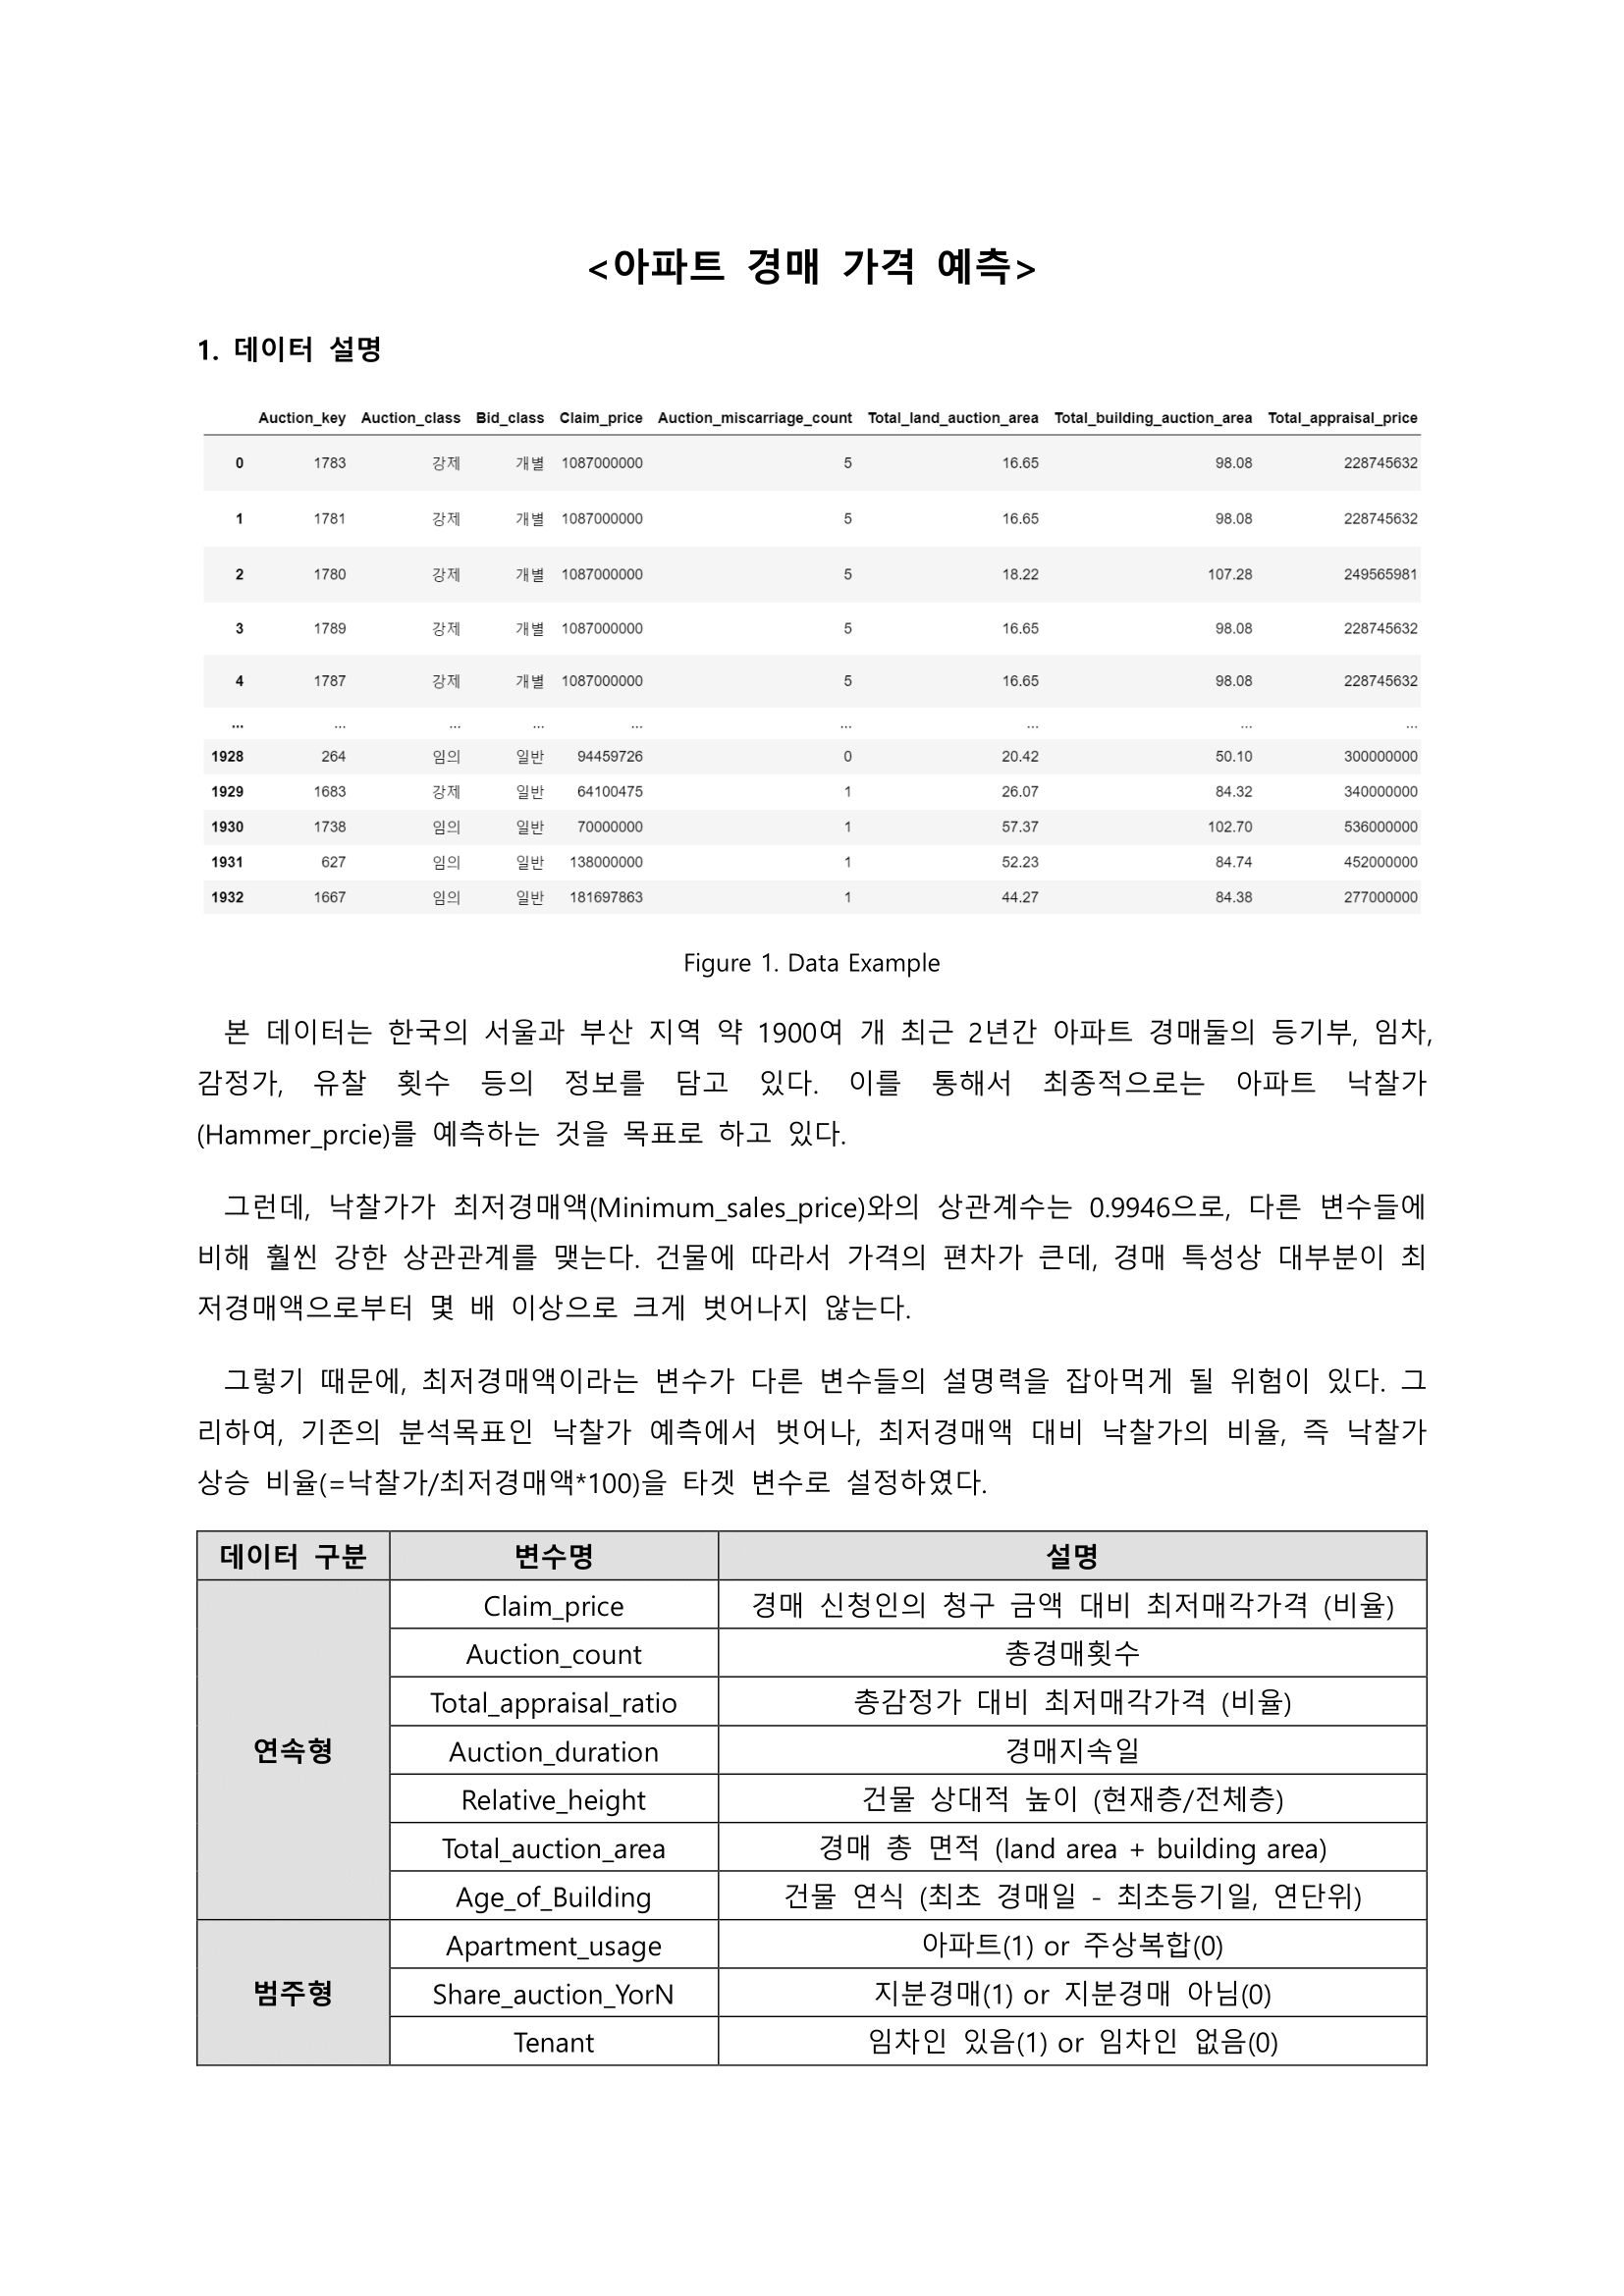 <아파트 경매 가격 예측>
1. 데이터 설명
Auction_key Auction_class Bid_class Claim_price Auction_miscarriage_count Total_land_auction_area Total_building_auction_area Total_appraisal_price
0 1783 강제 개별 1087000000 5 16.65 98.08 228745632
1 1781 강제 개별 1087000000 5 16.65 98.08 228745632
2 1780 강제 개별 1087000000 5 18.22 107.28 249565981
3 1789 강제 개별 1087000000 5 16.65 98.08 228745632
4 1787 강제 개별 1087000000 5 16.65 98.08 228745632
... ... ... ... ... ... ... ... ...
1928 264 임의 일반 94459726 0 20.42 50.10 300000000
1929 1683 강제 일반 64100475 1 26.07 84.32 340000000
1930 1738 임의 일반 70000000 1 57.37 102.70 536000000
1931 627 임의 일반 138000000 1 52.23 84.74 452000000
1932 1667 임의 일반 181697863 1 44.27 84.38 277000000
Figure 1. Data Example
본 데이터는 한국의 서울과 부산 지역 약 1900여 개 최근 2년간 아파트 경매둘의 등기부, 임차,
감정가, 유찰 횟수 등의 정보를 담고 있다. 이를 통해서 최종적으로는 아파트 낙찰가
(Hammer_prcie)를 예측하는 것을 목표로 하고 있다.
그런데, 낙찰가가 최저경매액(Minimum_sales_price)와의 상관계수는 0.9946으로, 다른 변수들에
비해 훨씬 강한 상관관계를 맺는다. 건물에 따라서 가격의 편차가 큰데, 경매 특성상 대부분이 최
저경매액으로부터 몇 배 이상으로 크게 벗어나지 않는다.
그렇기 때문에, 최저경매액이라는 변수가 다른 변수들의 설명력을 잡아먹게 될 위험이 있다. 그
리하여, 기존의 분석목표인 낙찰가 예측에서 벗어나, 최저경매액 대비 낙찰가의 비율, 즉 낙찰가
상승 비율(=낙찰가/최저경매액*100)을 타겟 변수로 설정하였다.
데이터 구분 변수명 설명
연속형
Claim_price 경매 신청인의 청구 금액 대비 최저매각가격 (비율)
Auction_count 총경매횟수
Total_appraisal_ratio 총감정가 대비 최저매각가격 (비율)
Auction_duration 경매지속일
Relative_height 건물 상대적 높이 (현재층/전체층)
Total_auction_area 경매 총 면적 (land area + building area)
Age_of_Building 건물 연식 (최초 경매일 - 최초등기일, 연단위)
범주형
Apartment_usage 아파트(1) or 주상복합(0)
Share_auction_YorN 지분경매(1) or 지분경매 아님(0)
Tenant 임차인 있음(1) or 임차인 없음(0)